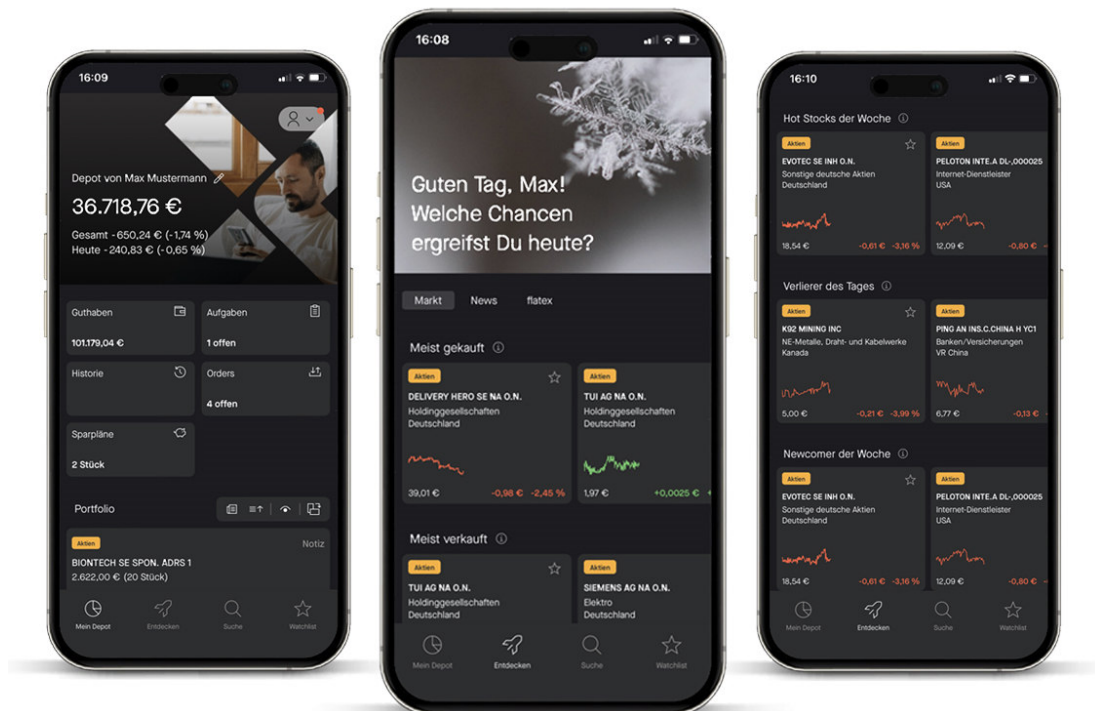 16:09
Depot von Max Mustermann
36.718,76 €
Gesamt -650,24 € (-1,74 %)
Heute -240,83 € (-0,65 %)
Guthaben
101.179,04 €
Aufgaben
1 offen
Historie
Orders
4 offen
Sparpläne
2 Stück
Portfolio
Aktien
Notiz
BIONTECH SE SPON. ADRS 1
2.622,00 € (20 Stück)
Mein Depot
Entdecken
Suche
Watchlist
16:08
Guten Tag, Max!
Welche Chancen
ergreifst Du heute?
Markt
News
flatex
Meist gekauft
Aktien
DELIVERY HERO SE NA O.N.
Holdinggesellschaften
Deutschland
39,01 € -0,98 € -2,45 %
Aktien
TUI AG NA O.N.
Holdinggesellschaften
Deutschland
1,97 € +0,0025 € +
Meist verkauft
Aktien
TUI AG NA O.N.
Holdinggesellschaften
Deutschland
Aktien
SIEMENS AG NA O.N.
Elektro
Deutschland
Mein Depot
Entdecken
Suche
Watchlist
16:10
Hot Stocks der Woche
Aktien
EVOTEC SE INH O.N.
Sonstige deutsche Aktien
Deutschland
18,54 € -0,61 € -3,16 %
Aktien
PELOTON INTE.A DL-,000025
Internet-Dienstleister
USA
12,09 € -0,80 € -
Verlierer des Tages
Aktien
K92 MINING INC
NE-Metalle, Draht- und Kabelwerke
Kanada
5,00 € -0,21 € -3,99 %
Aktien
PING AN INS.C.CHINA H YC1
Banken/Versicherungen
VR China
6,77 € -0,13 € -
Newcomer der Woche
Aktien
EVOTEC SE INH O.N.
Sonstige deutsche Aktien
Deutschland
18,54 € -0,61 € -3,16 %
Aktien
PELOTON INTE.A DL-,000025
Internet-Dienstleister
USA
12,09 € -0,80 € -
Mein Depot
Entdecken
Suche
Watchlist